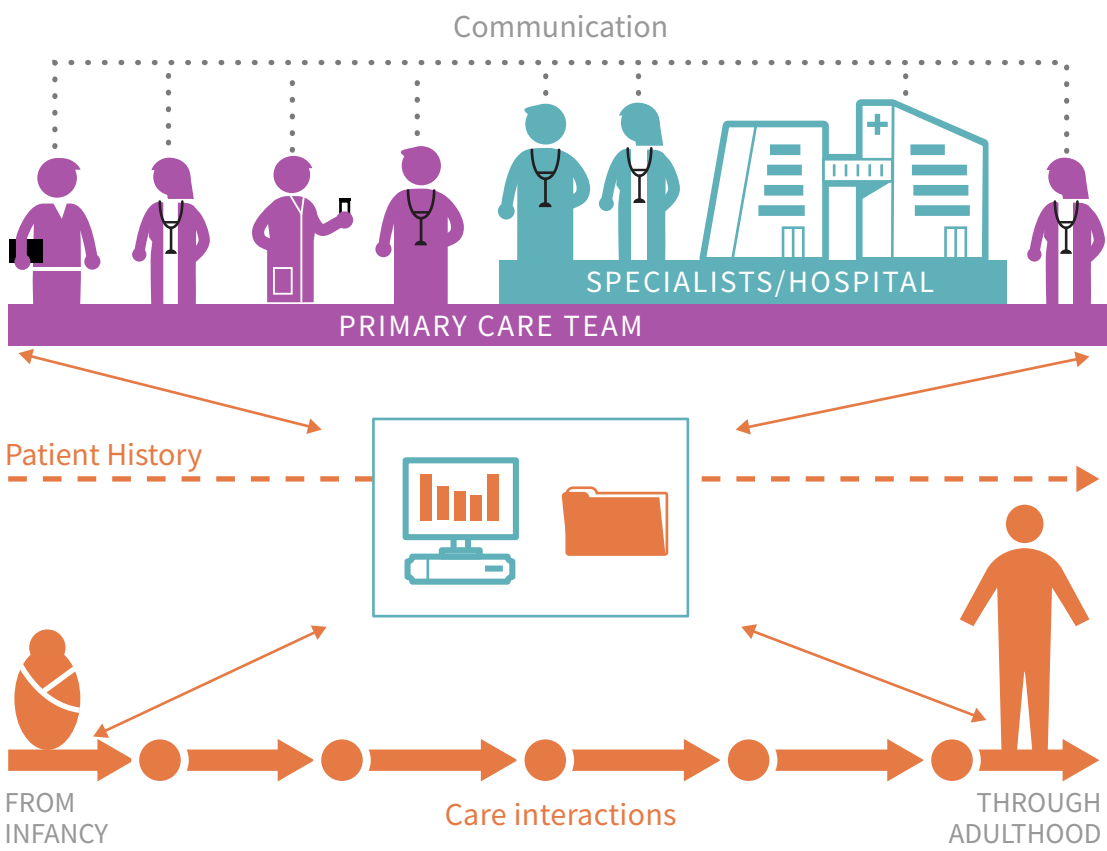 Communication
SPECIALISTS/HOSPITAL
PRIMARY CARE TEAM
Patient History
FROM
INFANCY
Care interactions
THROUGH
ADULTHOOD